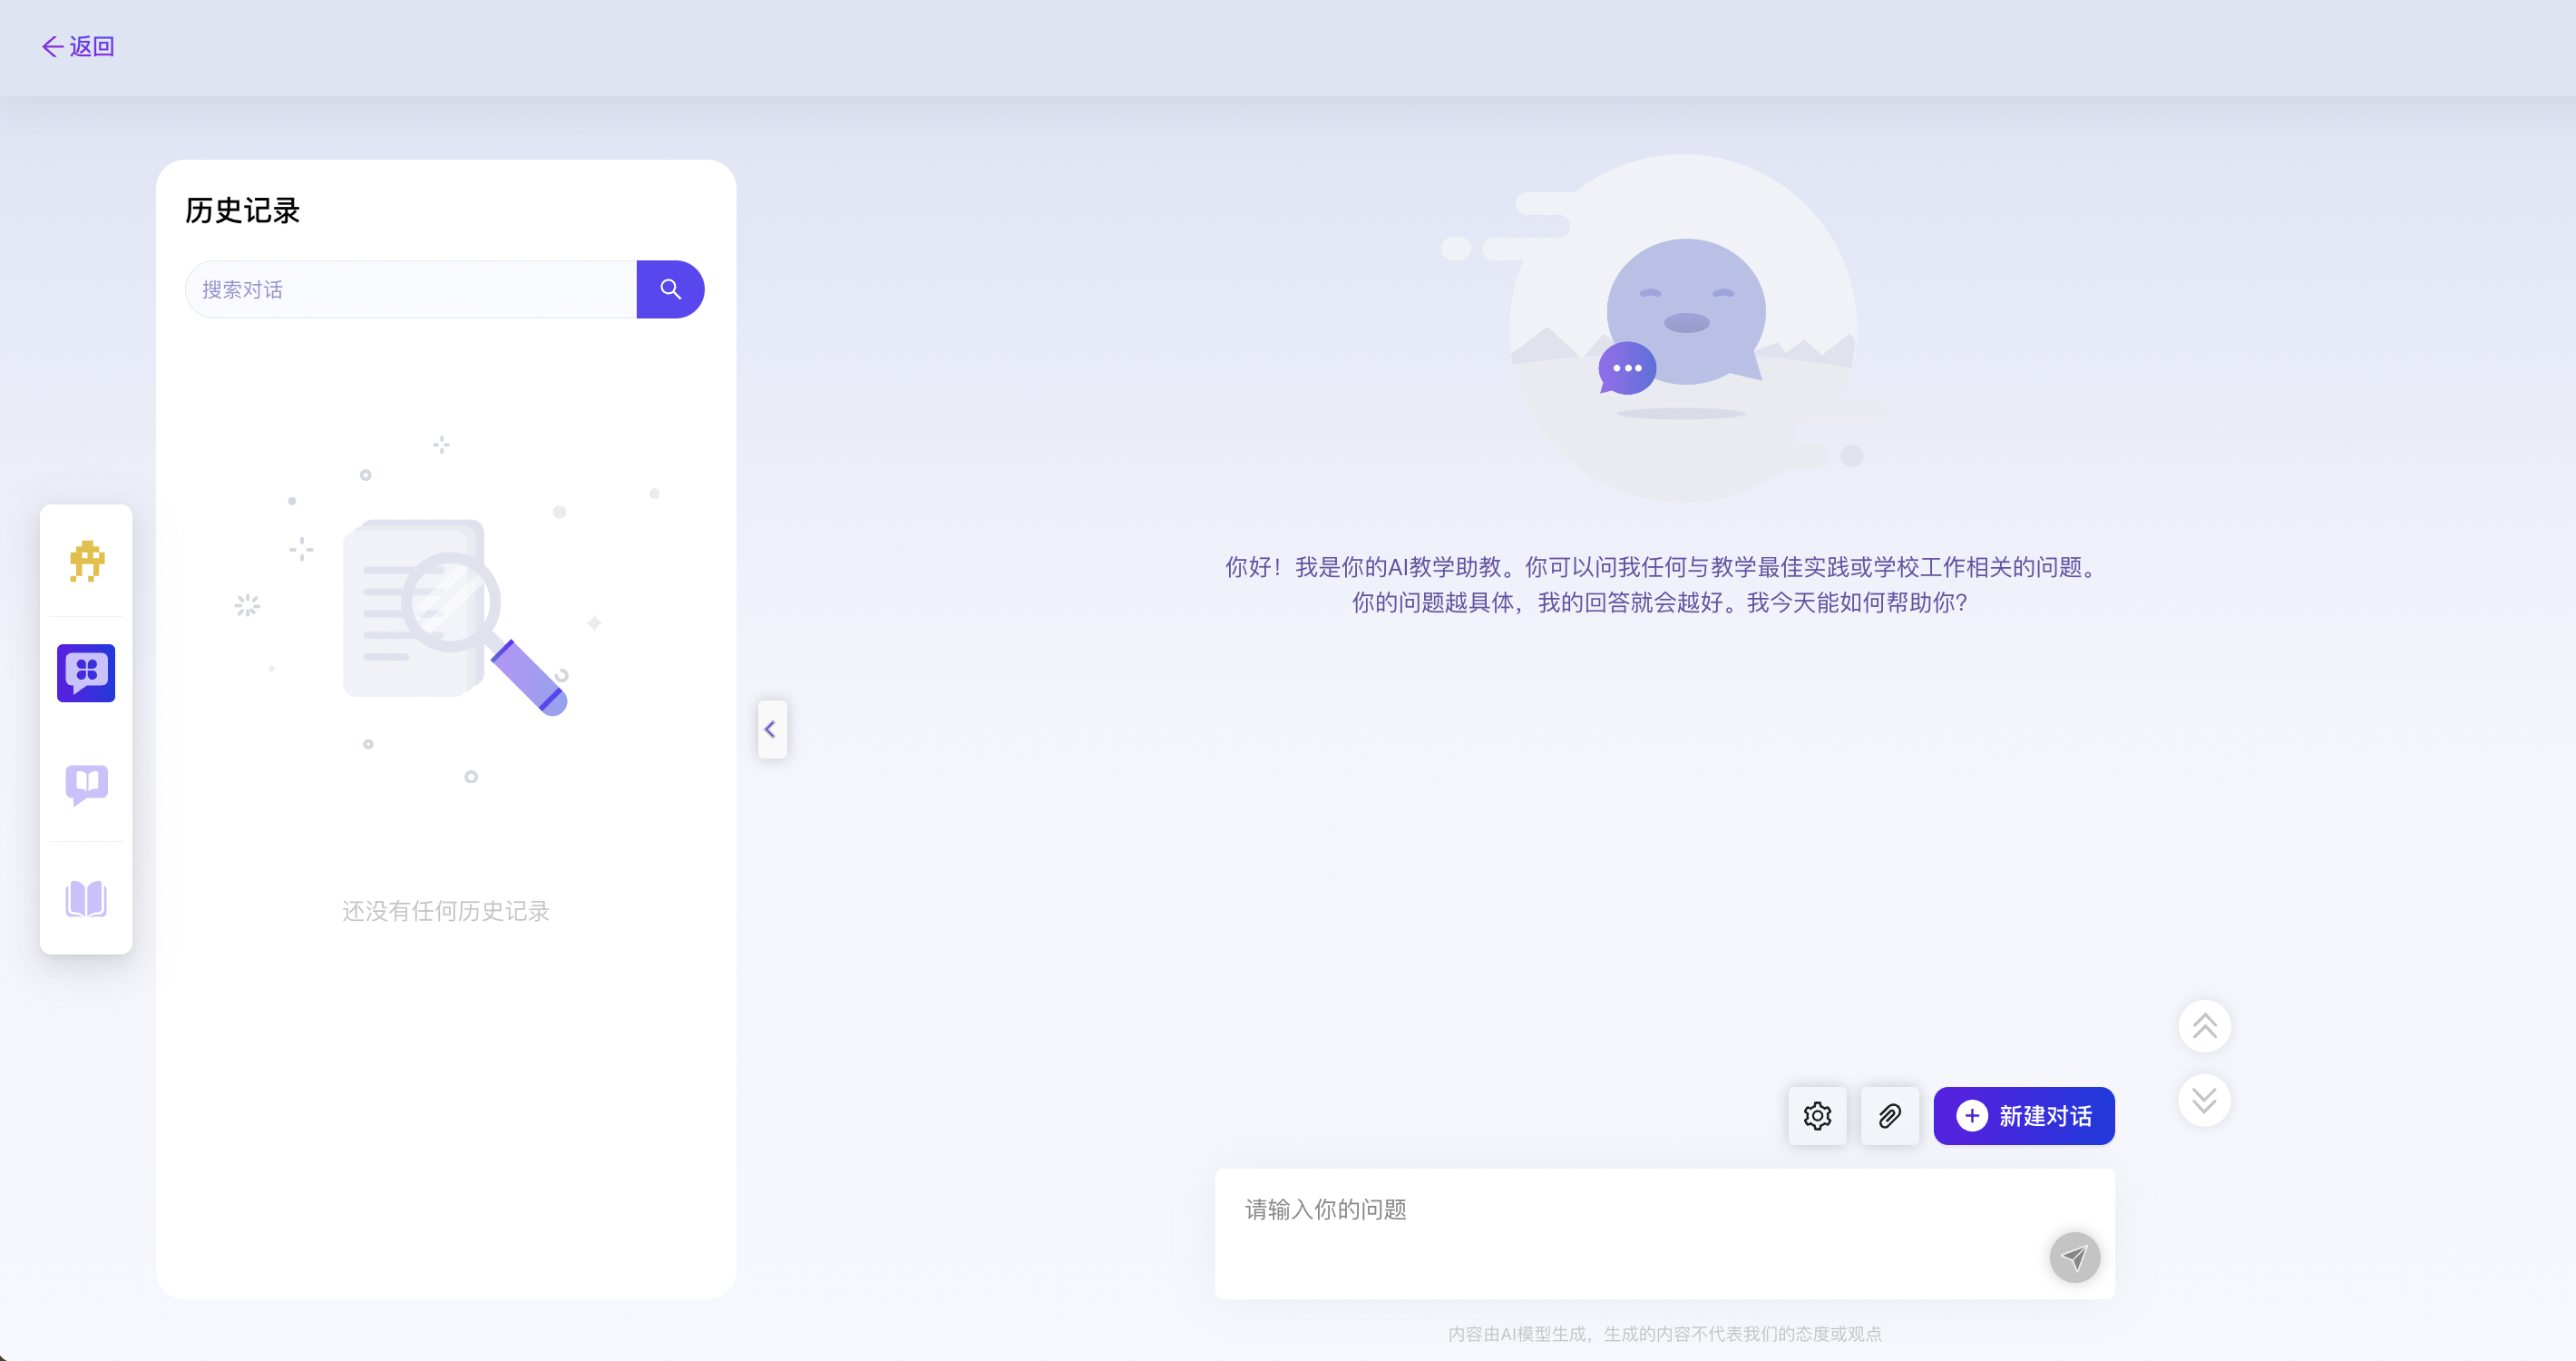 返回
历史记录
搜索对话
还没有任何历史记录
你好！我是你的AI教学助教。你可以问我任何与教学最佳实践或学校工作相关的问题。
你的问题越具体，我的回答就会越好。我今天能如何帮助你?
新建对话
请输入你的问题
内容由AI模型生成，生成的内容不代表我们的态度或观点